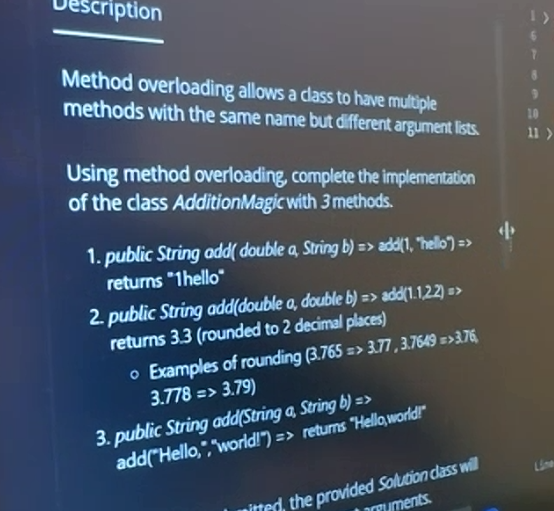 Description
1 >
6
7
8
9
10
11 >
Method overloading allows a class to have multiple
methods with the same name but different argument lists.
Using method overloading, complete the implementation
of the class AdditionMagic with 3 methods.
1. public String add( double a, String b) => add(1, "hello") =>
returns "1hello"
2. public String add(double a, double b) => add(1.1,2.2) =>
returns 3.3 (rounded to 2 decimal places)
o Examples of rounding (3.765 => 3.77 , 3.7649 =>3.76,
3.778 => 3.79)
3. public String add(String a, String b) =>
add("Hello,","world!") => returns "Hello,world!"
the provided Solution class will
arguments.
Line